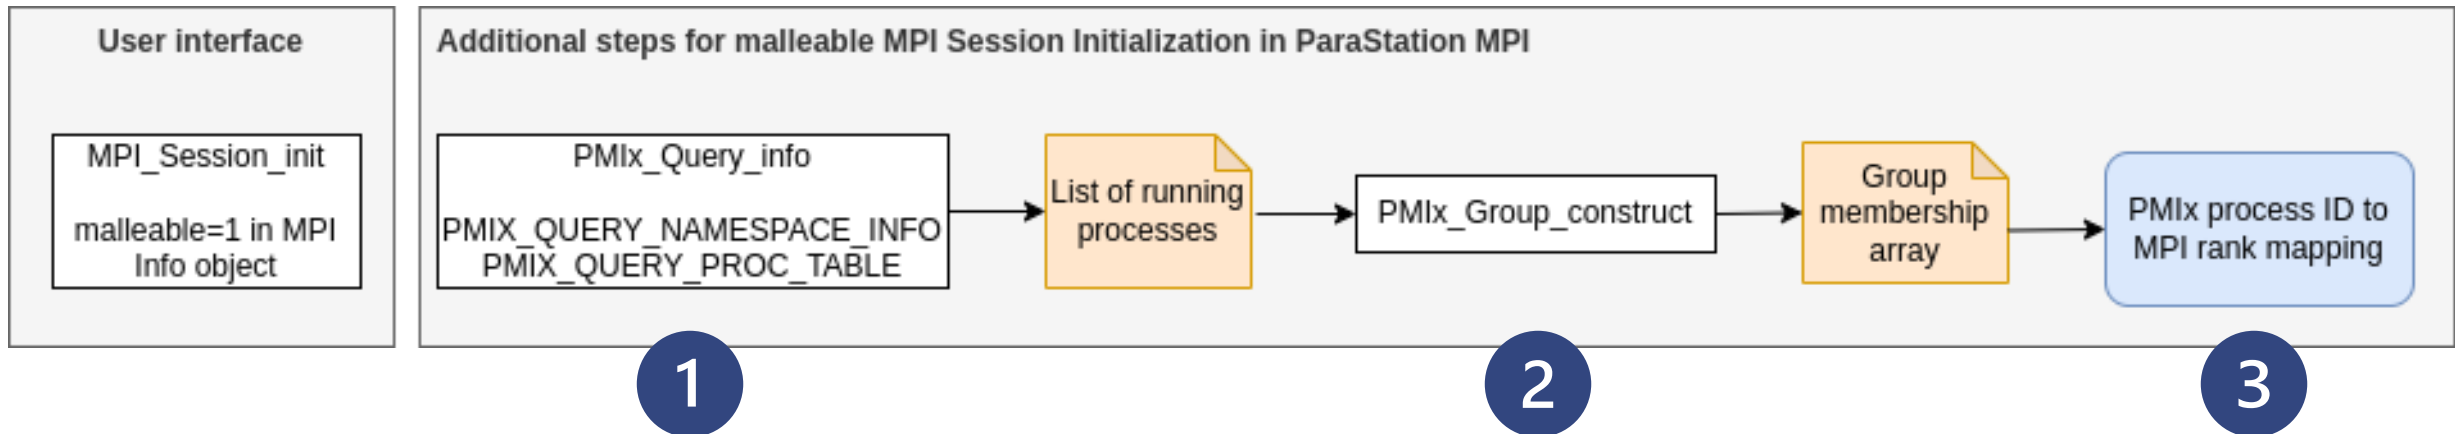 User interface
MPI_Session_init
malleable=1 in MPI
Info object
Additional steps for malleable MPI Session Initialization in ParaStation MPI
PMIx_Query_info
PMIX_QUERY_NAMESPACE_INFO
PMIX_QUERY_PROC_TABLE
List of running
processes
PMIx_Group_construct
Group
membership
array
PMIx process ID to
MPI rank mapping
1
2
3